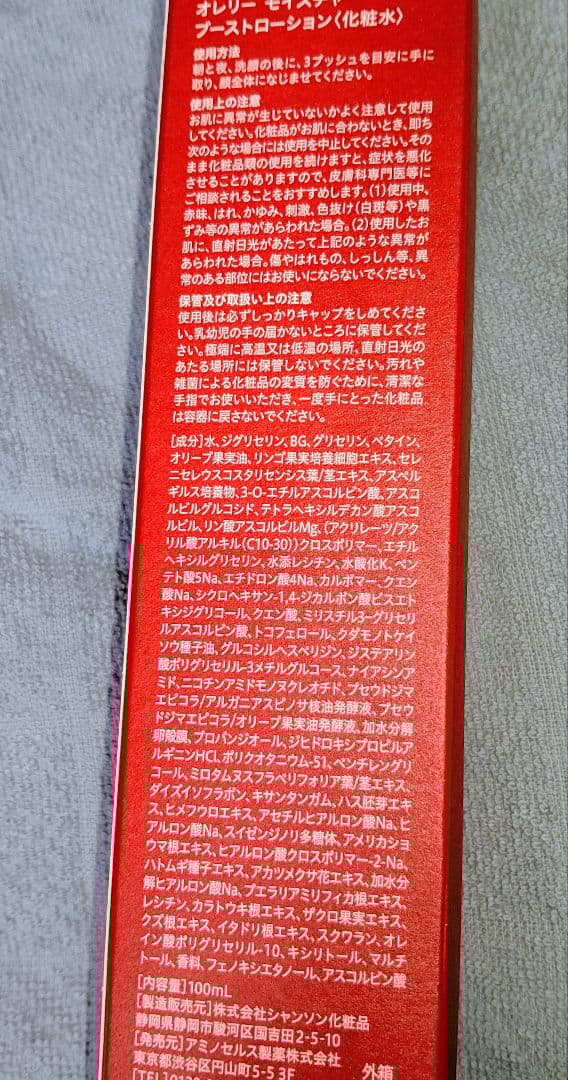 オレリー モイスチャー
ブーストローション〈化粧水〉
使用方法
朝と夜、洗顔の後に、3プッシュを目安に手に
取り、顔全体になじませてください。
使用上の注意
お肌に異常が生じていないかよく注意して使用
してください。化粧品がお肌に合わないとき、即ち
次のような場合には使用を中止してください。その
まま化粧品類の使用を続けますと、症状を悪化
させることがありますので、皮膚科専門医等に
ご相談されることをおすすめします。(1)使用中、
赤味、はれ、かゆみ、刺激、色抜け(白斑等)や黒
ずみ等の異常があらわれた場合。(2)使用したお
肌に、直射日光があたって上記のような異常が
あらわれた場合。傷やはれもの、しっしん等、異
常のある部位にはお使いにならないでください。
保管及び取扱い上の注意
使用後は必ずしっかりキャップをしめてくださ
い。乳幼児の手の届かないところに保管してくだ
さい。極端に高温又は低温の場所、直射日光の
あたる場所には保管しないでください。汚れや
雑菌による化粧品の変質を防ぐために、清潔な
手指でお使いいただき、一度手にとった化粧品
は容器に戻さないでください。
[成分]水、ジグリセリン、BG、グリセリン、ベタイン、
オリーブ果実油、リンゴ果実培養細胞エキス、セレ
ニセレウスコスタリセンシス葉/茎エキス、アスペル
ギルス培養物、3-O-エチルアスコルビン酸、アスコ
ルビルグルコシド、テトラヘキシルデカン酸アスコ
ルビル、リン酸アスコルビルMg、(アクリレーツ/アク
リル酸アルキル(C10-30))クロスポリマー、エチル
ヘキシルグリセリン、水添レシチン、水酸化K、ペン
テト酸5Na、エチドロン酸4Na、カルボマー、クエン
酸Na、シクロヘキサン-1,4-ジカルボン酸ビスエト
キシジグリコール、クエン酸、ミリスチル3-グリセリ
ルアスコルビン酸、トコフェロール、クダモノトケイ
ソウ種子油、グルコシルヘスペリジン、ジステアリン
酸ポリグリセリル-3メチルグルコース、ナイアシンア
ミド、ニコチンアミドモノヌクレオチド、プセウドジマ
エピコラ/アルガニアスピノサ核油発酵液、プセウ
ドジマエピコラ/オリーブ果実油発酵液、加水分解
卵殻膜、プロパンジオール、ジヒドロキシプロピルア
ルギニンHCl、ポリクオタニウム-51、ペンチレングリ
コール、ミロタムヌスフラベリフォリア葉/茎エキス、
ダイズイソフラボン、キサンタンガム、ハス胚芽エキ
ス、ヒメフウロエキス、アセチルヒアルロン酸Na、ヒ
アルロン酸Na、スイゼンジノリ多糖体、アメリカショ
ウマ根エキス、ヒアルロン酸クロスポリマー-2-Na、
ハトムギ種子エキス、アカツメクサ花エキス、加水分
解ヒアルロン酸Na、プエラリアミリフィカ根エキス、
レシチン、カラトウキ根エキス、ザクロ果実エキス、
クズ根エキス、イタドリ根エキス、スクワラン、オレ
イン酸ポリグリセリル-10、キシリトール、マルチ
トール、香料、フェノキシエタノール、アスコルビン酸
[内容量]100mL
[製造販売元]株式会社シャンソン化粧品
静岡県静岡市駿河区国吉田2-5-10
[発売元]アミノセルス製薬株式会社
東京都渋谷区円山町5-5 3F
外箱